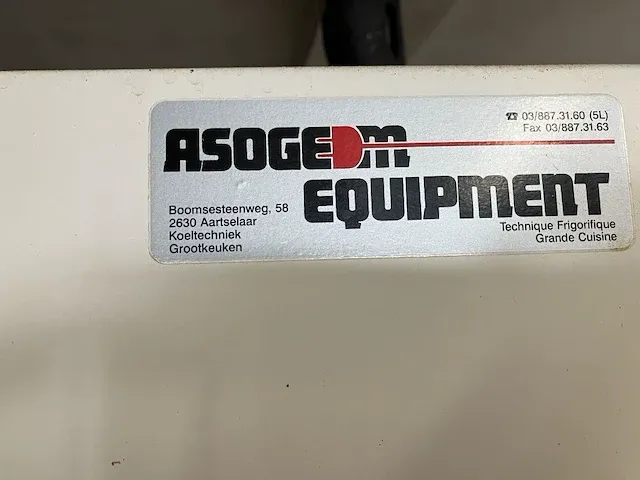 ☎ 03/887.31.60 (5L)
Fax 03/887.31.63
ASOGEM
EQUIPMENT
Boomsesteenweg, 58
2630 Aartselaar
Koeltechniek
Grootkeuken
Technique Frigorifique
Grande Cuisine